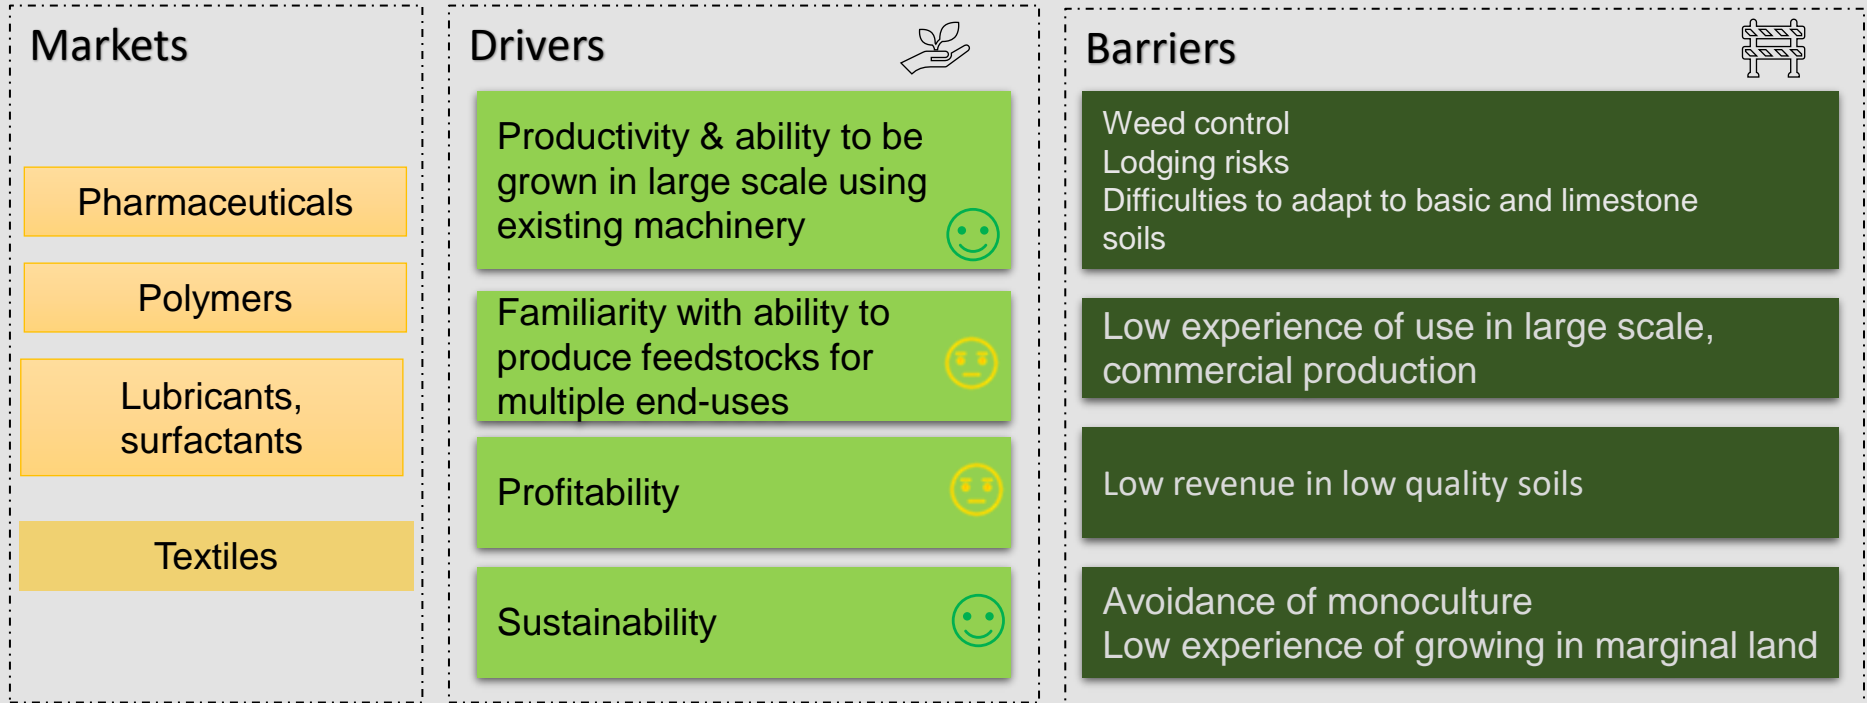 Markets
Pharmaceuticals
Polymers
Lubricants,
surfactants
Textiles
Drivers
Productivity & ability to be
grown in large scale using
existing machinery
Familiarity with ability to
produce feedstocks for
multiple end-uses
Profitability
Sustainability
Barriers
Weed control
Lodging risks
Difficulties to adapt to basic and limestone
soils
Low experience of use in large scale,
commercial production
Low revenue in low quality soils
Avoidance of monoculture
Low experience of growing in marginal land